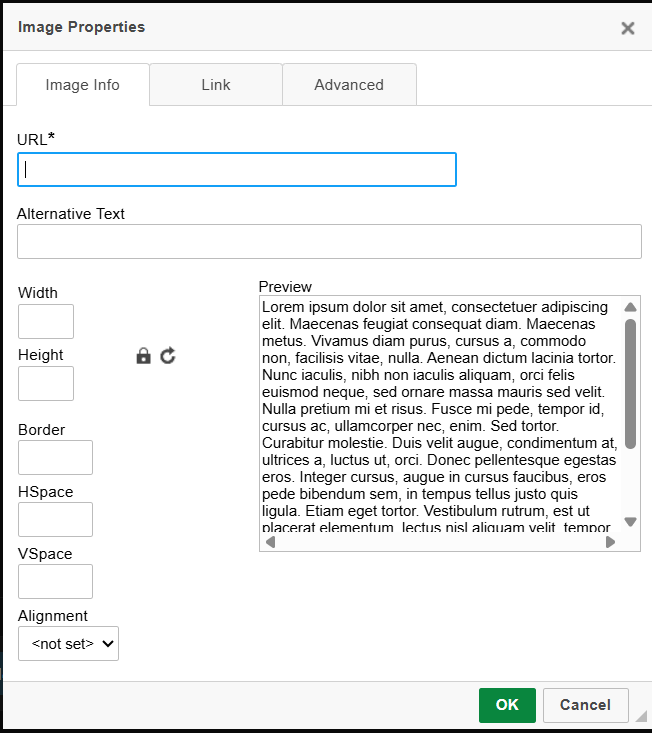 Image Properties
Image Info
Link
Advanced
URL*
Alternative Text
Width
Height
Border
HSpace
VSpace
Alignment
<not set>
Preview
Lorem ipsum dolor sit amet, consectetuer adipiscing
elit. Maecenas feugiat consequat diam. Maecenas
metus. Vivamus diam purus, cursus a, commodo
non, facilisis vitae, nulla. Aenean dictum lacinia tortor.
Nunc iaculis, nibh non iaculis aliquam, orci felis
euismod neque, sed ornare massa mauris sed velit.
Nulla pretium mi et risus. Fusce mi pede, tempor id,
cursus ac, ullamcorper nec, enim. Sed tortor.
Curabitur molestie. Duis velit augue, condimentum at,
ultrices a, luctus ut, orci. Donec pellentesque egestas
eros. Integer cursus, augue in cursus faucibus, eros
pede bibendum sem, in tempus tellus justo quis
ligula. Etiam eget tortor. Vestibulum rutrum, est ut
placerat elementum, lectus nisl aliquam velit, tempor
OK
Cancel